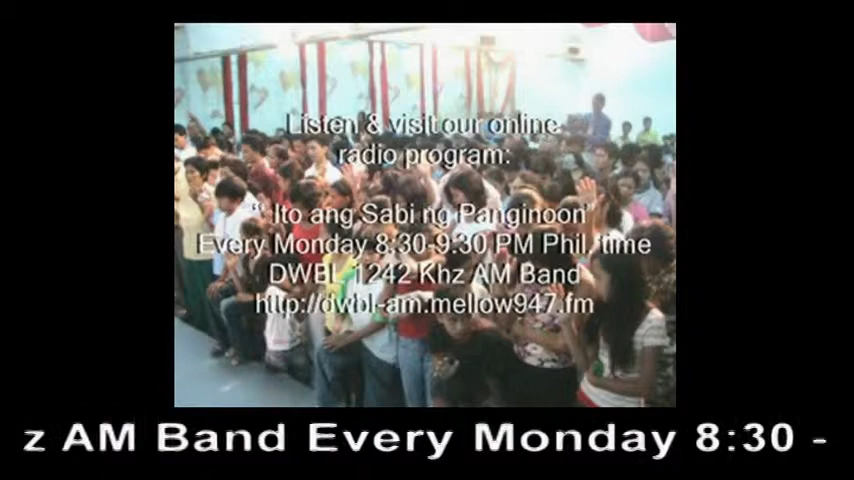 Listen & visit our online
radio program:
“ Ito ang Sabi ng Panginoon”
Every Monday 8:30-9:30 PM Phil. time
DWBL 1242 Khz AM Band
http://dwbl-am.mellow947.fm
z AM Band Every Monday 8:30 -